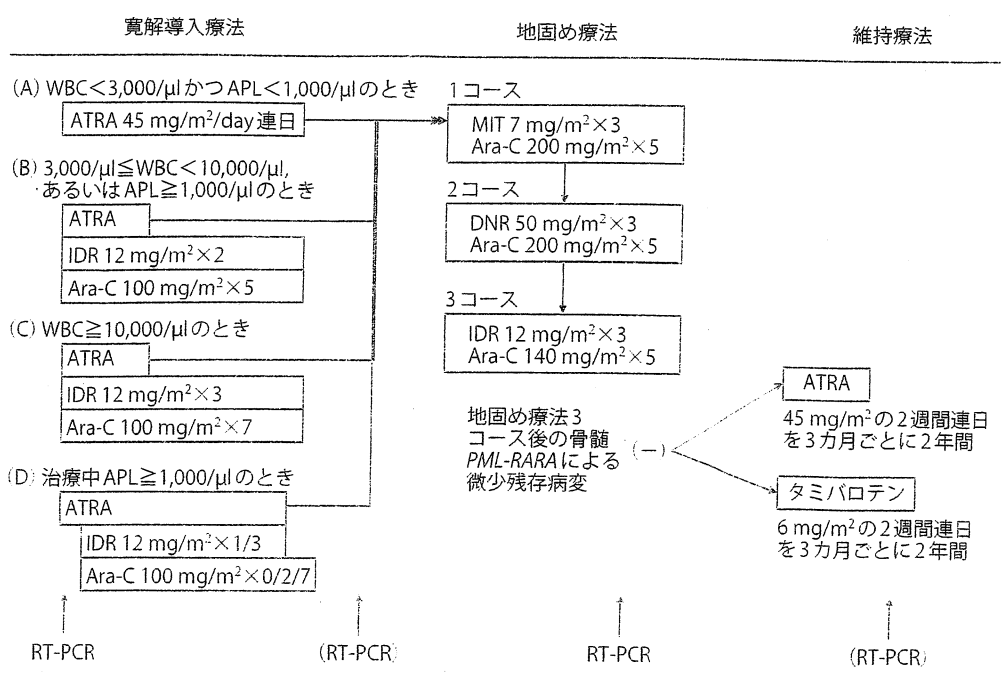 寛解導入療法
地固め療法
維持療法
(A) WBC<3,000/μlかつAPL<1,000/μlのとき
ATRA 45 mg/m²/day連日
(B) 3,000/μl≦WBC<10,000/μl,
あるいはAPL≧1,000/μlのとき
ATRA
IDR 12 mg/m²×2
Ara-C 100 mg/m²×5
(C) WBC≧10,000/μlのとき
ATRA
IDR 12 mg/m²×3
Ara-C 100 mg/m²×7
(D) 治療中APL≧1,000/μlのとき
ATRA
IDR 12 mg/m²×1/3
Ara-C 100 mg/m²×0/2/7
1コース
MIT 7 mg/m²×3
Ara-C 200 mg/m²×5
2コース
DNR 50 mg/m²×3
Ara-C 200 mg/m²×5
3コース
IDR 12 mg/m²×3
Ara-C 140 mg/m²×5
地固め療法3
コース後の骨髄
PML-RARAによる
微少残存病変
(−)
ATRA
45 mg/m²の2週間連日
を3カ月ごとに2年間
タミバロテン
6 mg/m²の2週間連日
を3カ月ごとに2年間
RT-PCR
(RT-PCR)
RT-PCR
(RT-PCR)